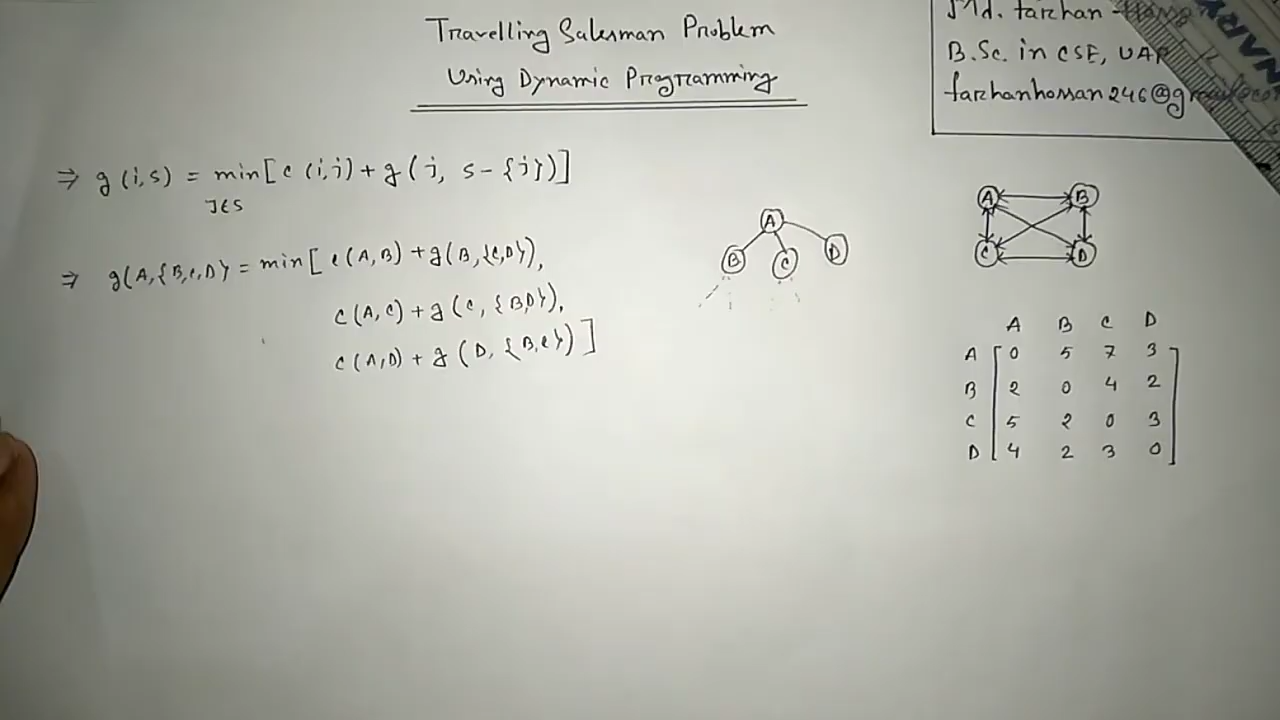 Travelling Salesman Problem
Using Dynamic Programming
Md. farhan
B.Sc. in CSE, UAP
⇒ g(i,s) = min[c(i,j) + g(j, s-{j})]
J∈S
⇒ g(A,{B,C,D} = min[c(A,B) + g(B,{C,D}),
c(A,C) + g(C,{B,D}),
c(A,D) + g(D,{B,C})]
A
B C D
A B
C D
A B C D
A 0 5 7 3
B 2 0 4 2
C 5 2 0 3
D 4 2 3 0